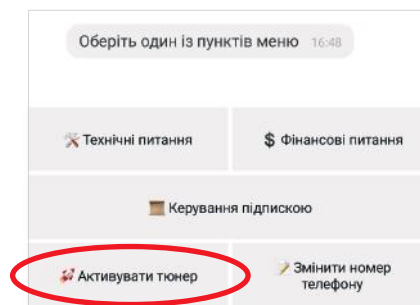 Оберіть один із пунктів меню 16:48
Технічні питання
$ Фінансові питання
Керування підпискою
Активувати тюнер
Змінити номер
телефону